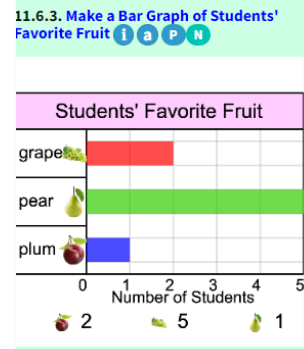 11.6.3. Make a Bar Graph of Students'
Favorite Fruit i a P N
Students' Favorite Fruit
grape
pear
plum
0 1 2 3 4 5
Number of Students
2 5 1